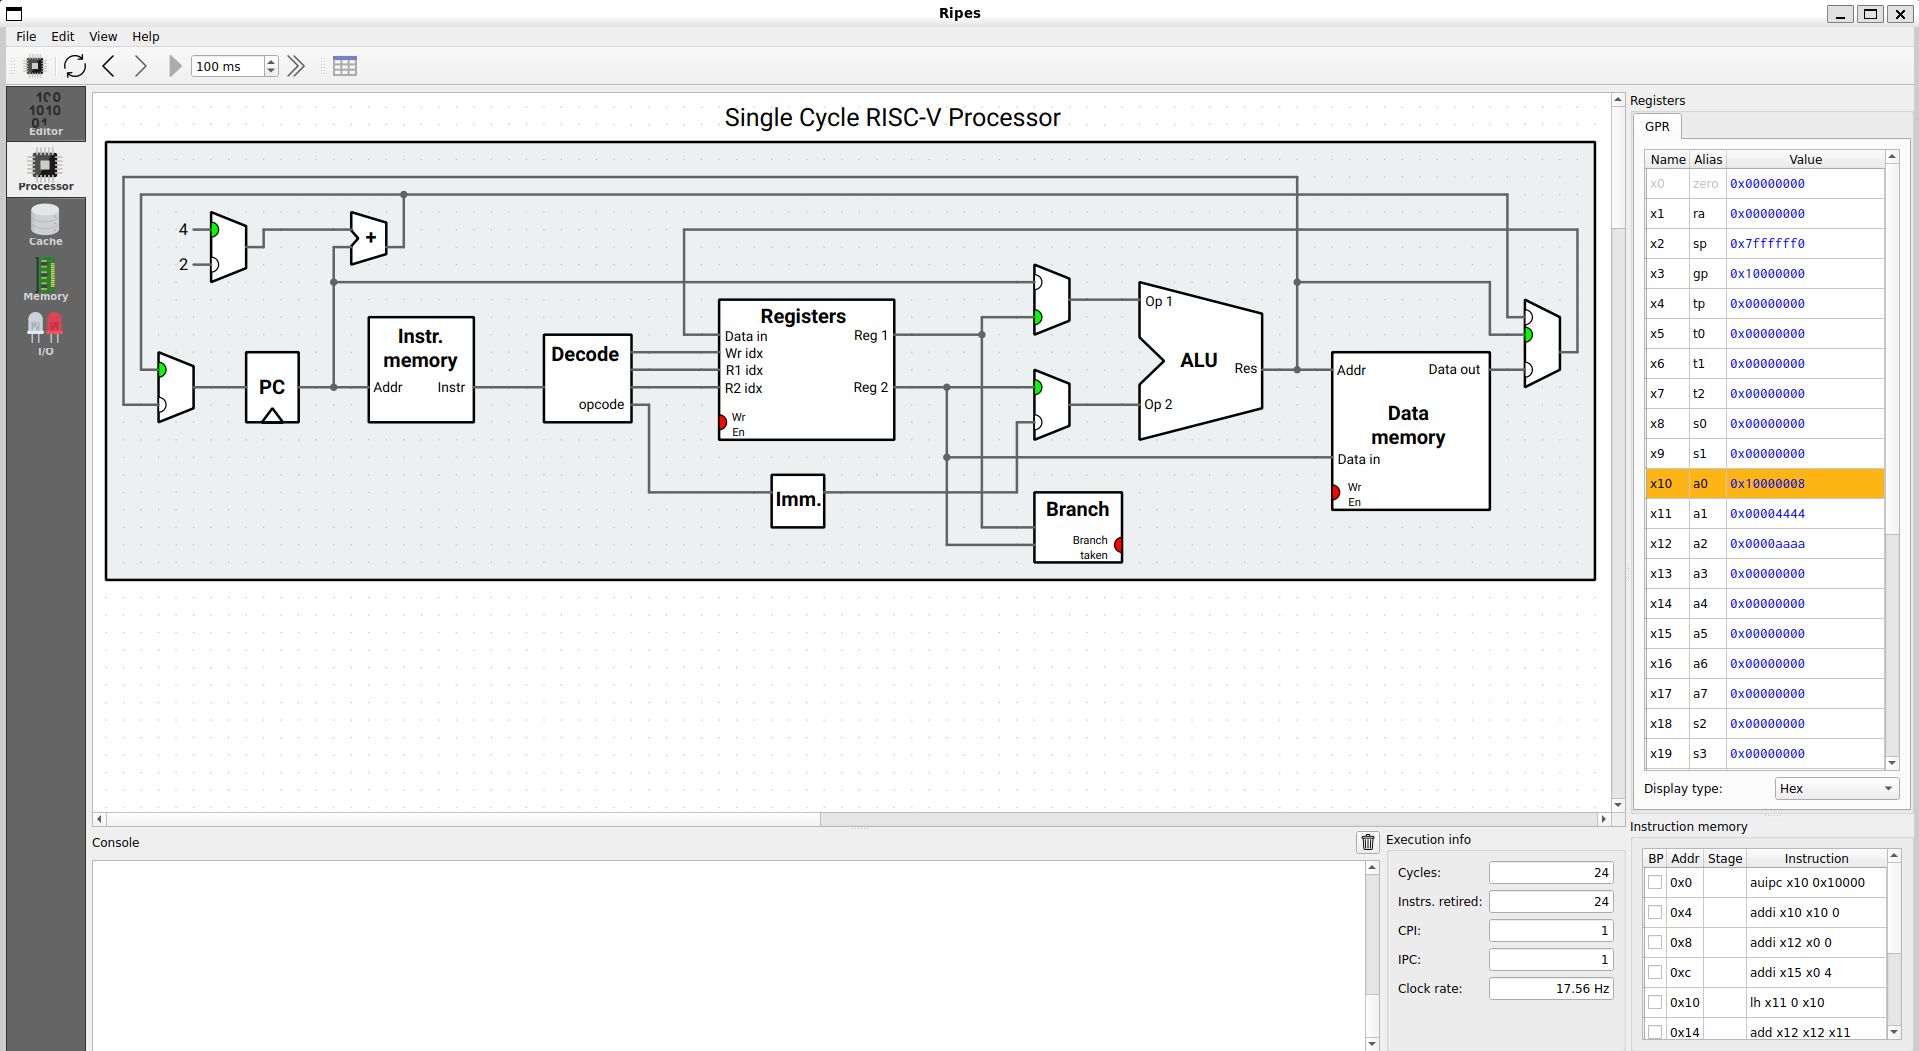 Ripes
File Edit View Help
100 ms
Editor
Processor
Cache
Memory
I/O
Single Cycle RISC-V Processor
4
2
+
PC
Instr. memory
Addr Instr
Decode
opcode
Registers
Data in Reg 1
Wr idx
R1 idx
R2 idx Reg 2
Wr
En
Imm.
Op 1
ALU
Res
Op 2
Branch
Branch
taken
Addr Data out
Data
memory
Data in
Wr
En
Registers
GPR
Name Alias Value
x0 zero 0x00000000
x1 ra 0x00000000
x2 sp 0x7ffffff0
x3 gp 0x10000000
x4 tp 0x00000000
x5 t0 0x00000000
x6 t1 0x00000000
x7 t2 0x00000000
x8 s0 0x00000000
x9 s1 0x00000000
x10 a0 0x10000008
x11 a1 0x00004444
x12 a2 0x0000aaaa
x13 a3 0x00000000
x14 a4 0x00000000
x15 a5 0x00000000
x16 a6 0x00000000
x17 a7 0x00000000
x18 s2 0x00000000
x19 s3 0x00000000
Display type: Hex
Console
Execution info
Cycles: 24
Instrs. retired: 24
CPI: 1
IPC: 1
Clock rate: 17.56 Hz
Instruction memory
BP Addr Stage Instruction
0x0 auipc x10 0x10000
0x4 addi x10 x10 0
0x8 addi x12 x0 0
0xc addi x15 x0 4
0x10 lh x11 0 x10
0x14 add x12 x12 x11